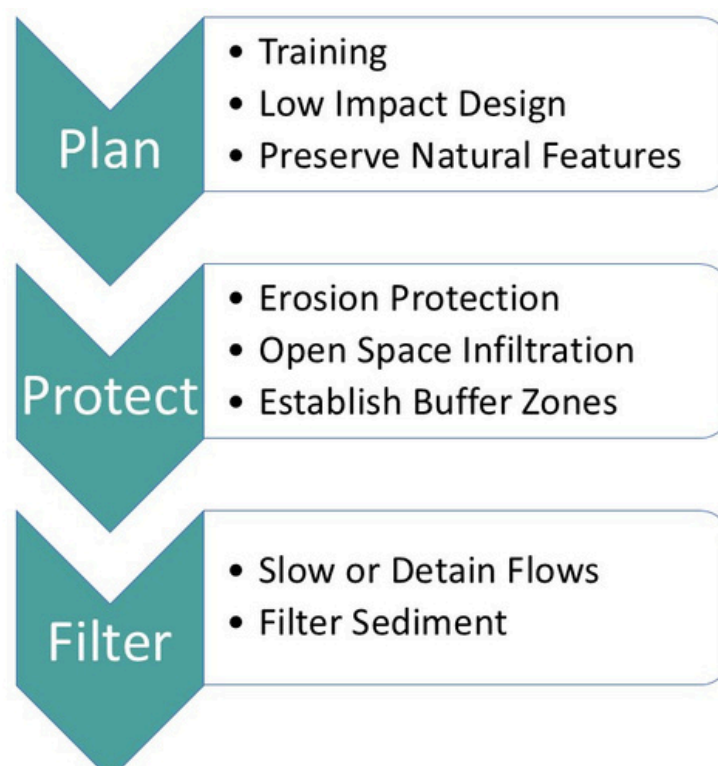 Plan
• Training
• Low Impact Design
• Preserve Natural Features
Protect
• Erosion Protection
• Open Space Infiltration
• Establish Buffer Zones
Filter
• Slow or Detain Flows
• Filter Sediment